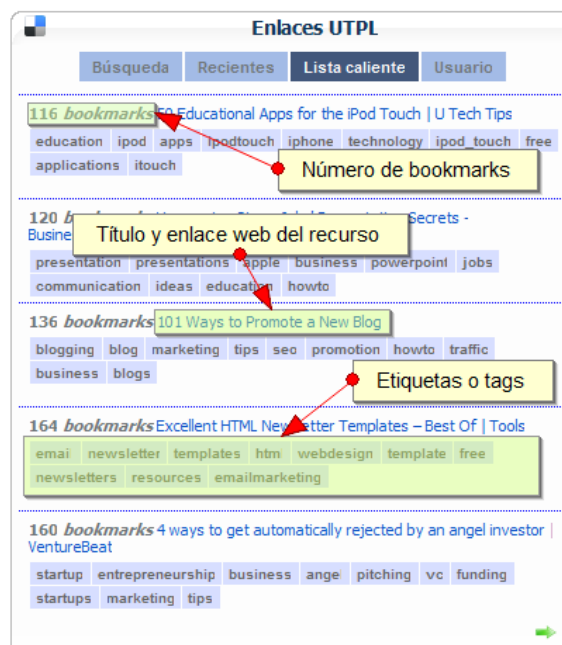 Enlaces UTPL
Búsqueda Recientes Lista caliente Usuario
116 bookmarks 50 Educational Apps for the iPod Touch | U Tech Tips
education ipod apps ipodtouch iphone technology ipod_touch free
applications itouch
Número de bookmarks
120 Secrets -
Título y enlace web del recurso
presentation presentations apple business powerpoint jobs
communication ideas education howto
136 bookmarks 101 Ways to Promote a New Blog
blogging blog marketing tips seo promotion howto traffic
business blogs
Etiquetas o tags
164 bookmarks Excellent HTML Newsletter Templates – Best Of | Tools
emai newsletter templates htm webdesign template free
newsletters resources emailmarketing
160 bookmarks 4 ways to get automatically rejected by an angel investor |
VentureBeat
startup entrepreneurship business ange pitching vc funding
startups marketing tips